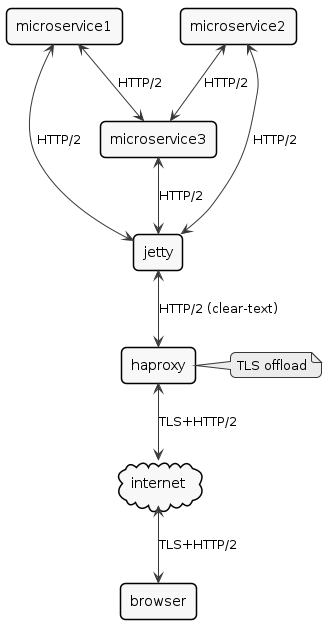 microservice1
microservice2
HTTP/2
HTTP/2
microservice3
HTTP/2
HTTP/2
HTTP/2
jetty
HTTP/2 (clear-text)
haproxy
TLS offload
TLS+HTTP/2
internet
TLS+HTTP/2
browser